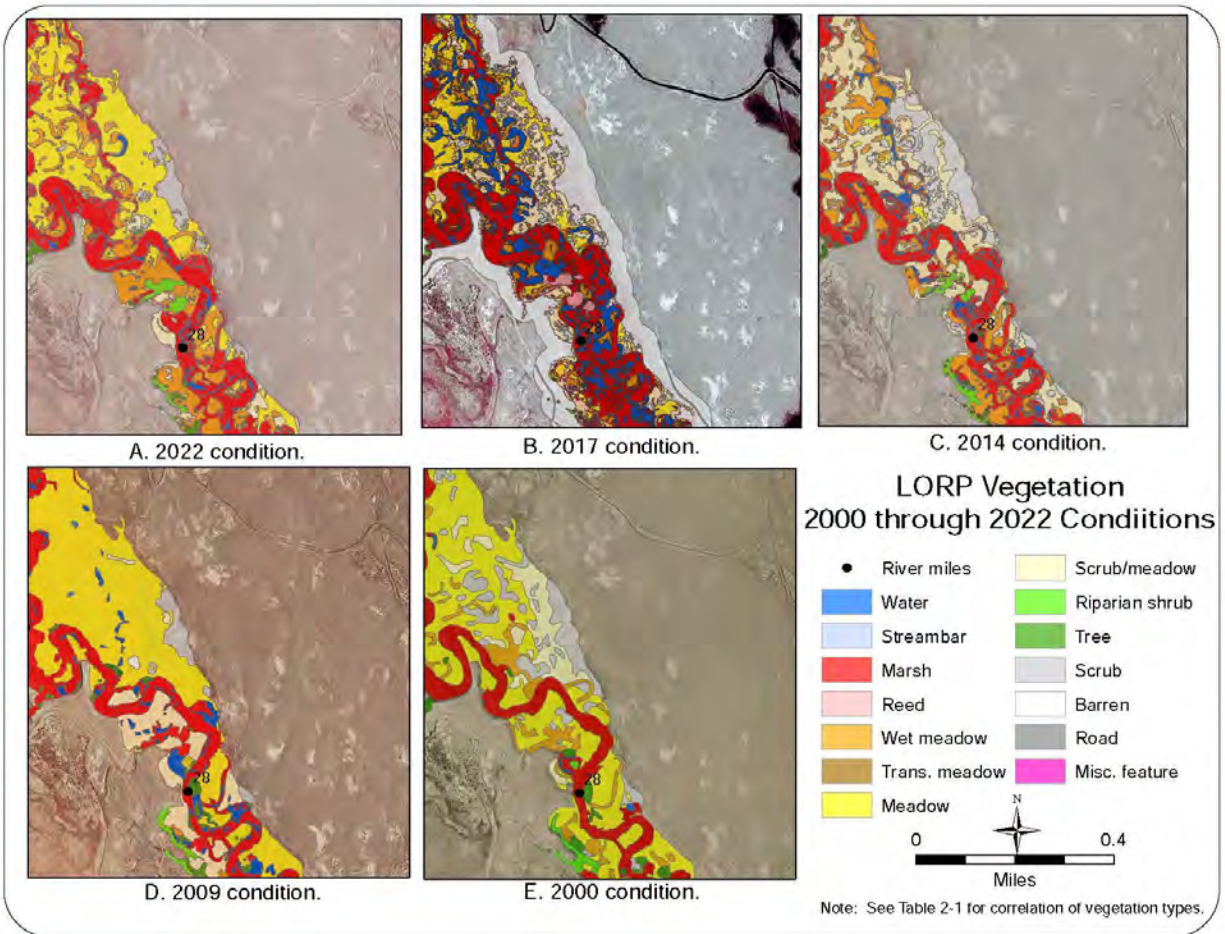 28
28
28
A. 2022 condition.
B. 2017 condition.
C. 2014 condition.
28
28
D. 2009 condition.
E. 2000 condition.
LORP Vegetation
2000 through 2022 Condiitions
River miles
Water
Streambar
Marsh
Reed
Wet meadow
Trans. meadow
Meadow
Scrub/meadow
Riparian shrub
Tree
Scrub
Barren
Road
Misc. feature
N
0 0.4
Miles
Note: See Table 2-1 for correlation of vegetation types.